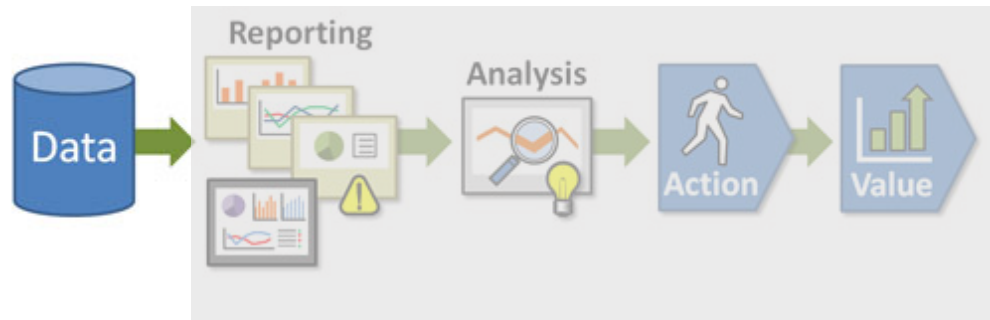 Reporting
Analysis
Data
Action
Value